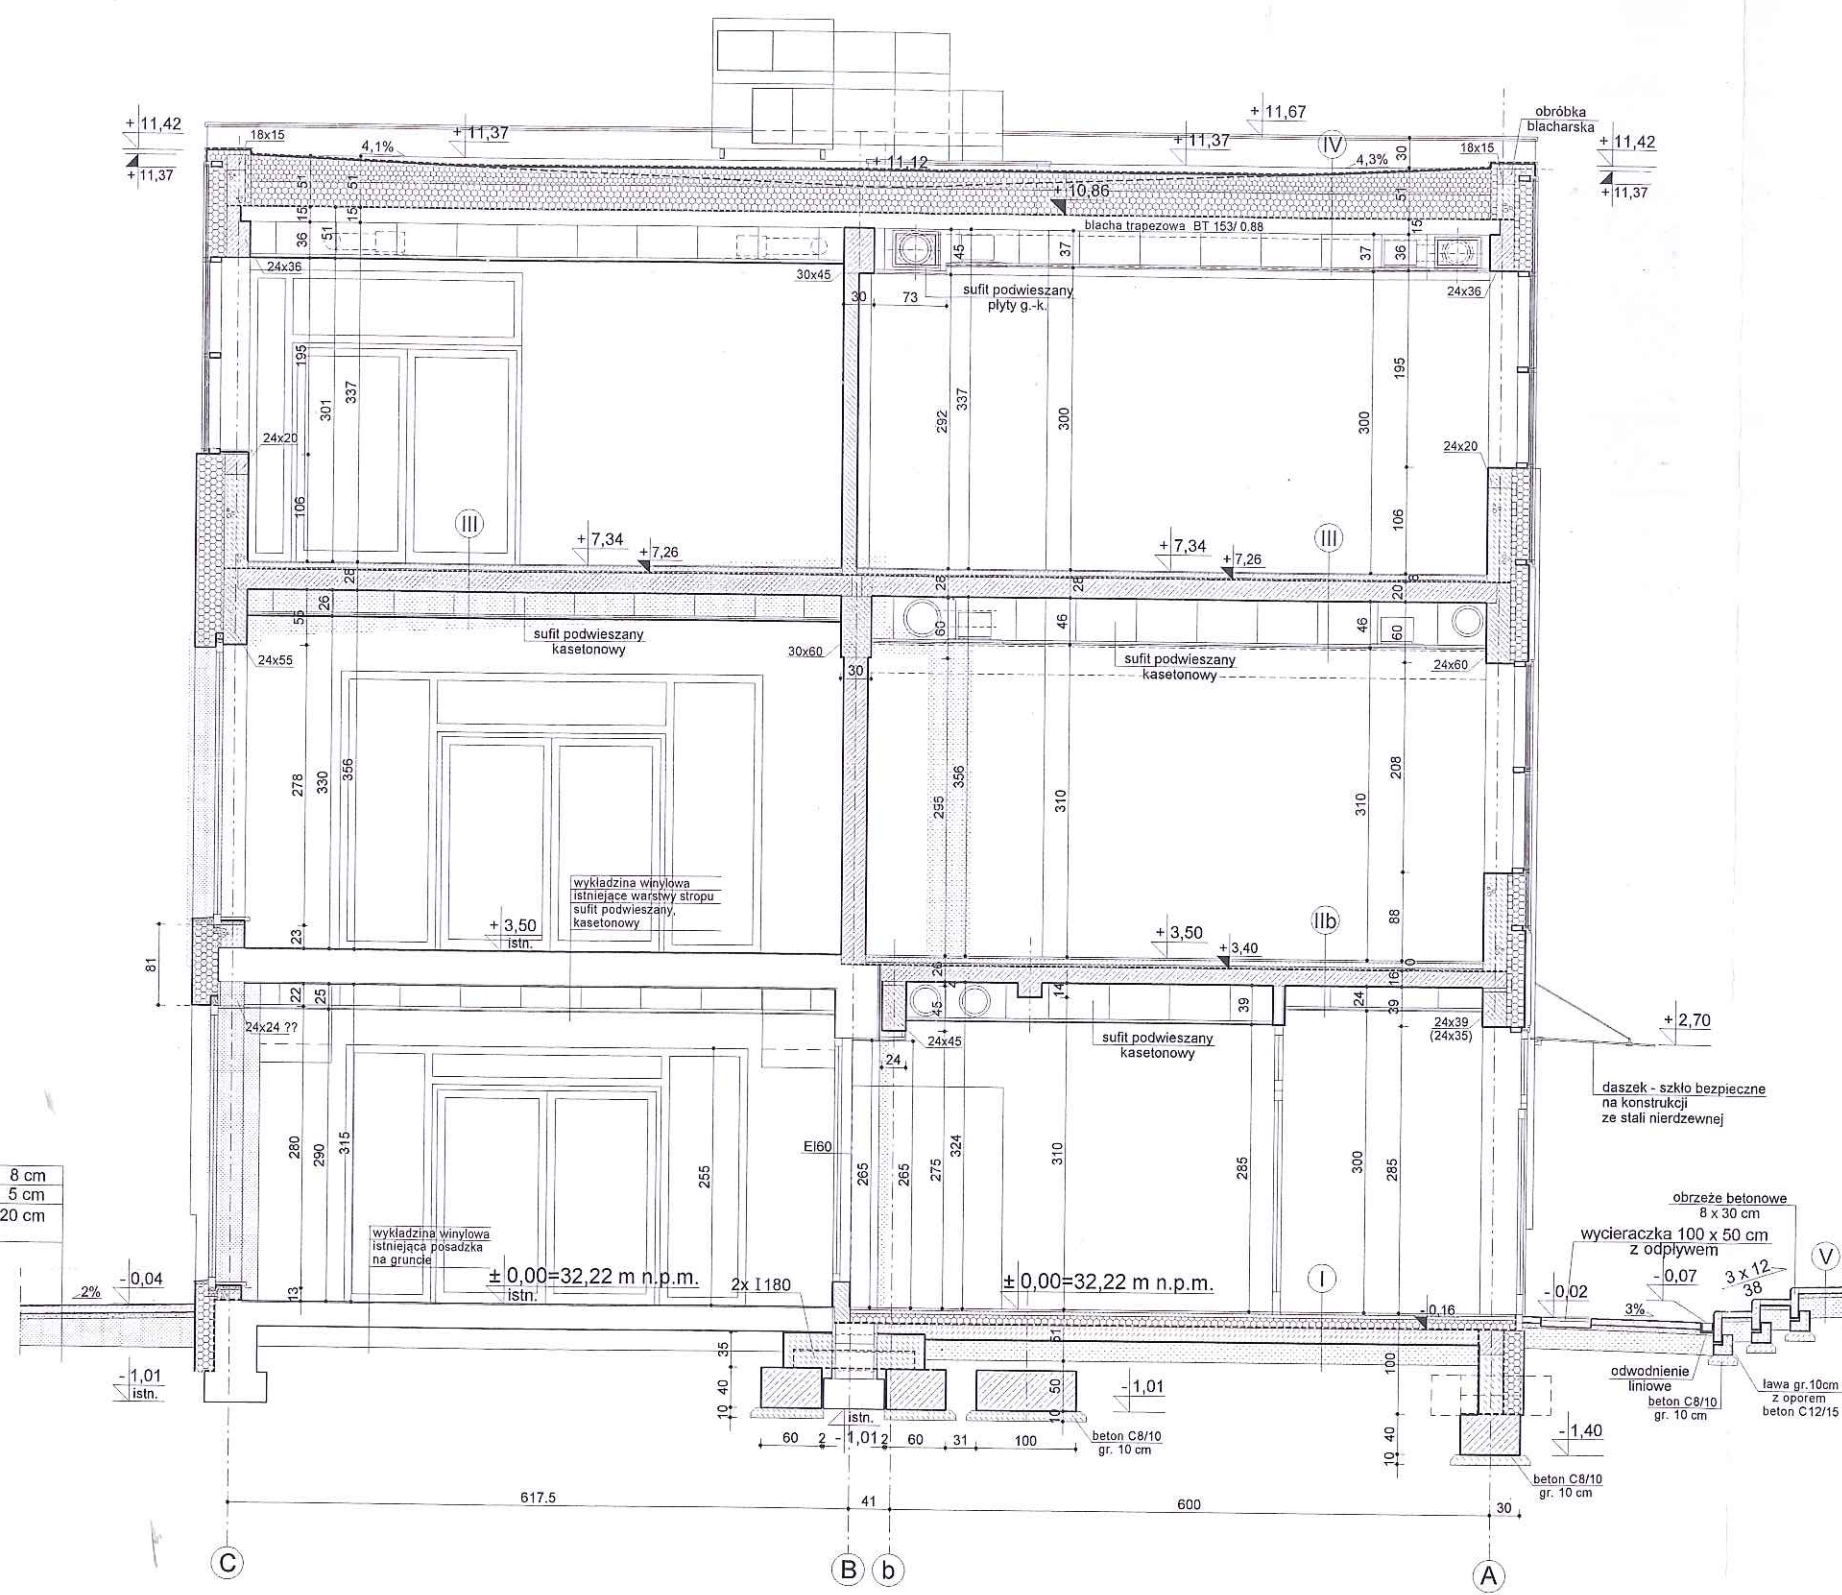 + 11,42
+ 11,37
18x15
4,1%
+ 11,37
+ 11,12
+ 10,86
+ 11,67
+ 11,37
IV
4,3%
30
18x15
obróbka
blacharska
+ 11,42
+ 11,37
51
51
51
15
15
15
36
51
24x36
30x45
45
37
blacha trapezowa BT 153/ 0.88
37
36
24x36
30
73
sufit podwieszany
płyty g.-k.
195
301
337
24x20
106
292
337
300
300
195
24x20
106
III
+ 7,34
+ 7,26
+ 7,34
+ 7,26
III
28
28
28
8
20
26
55
24x55
sufit podwieszany
kasetonowy
30x60
30
60
46
sufit podwieszany
kasetonowy
46
60
24x60
278
330
356
295
356
310
310
208
88
wykładzina winylowa
istniejące warstwy stropu
sufit podwieszany,
kasetonowy
+ 3,50
istn.
23
81
+ 3,50
+ 3,40
IIb
26
4
14
10
16
22
25
24x24 ??
45
39
24
39
24x45
24
sufit podwieszany
kasetonowy
24x39
(24x35)
+ 2,70
daszek - szkło bezpieczne
na konstrukcji
ze stali nierdzewnej
280
290
315
255
EI60
265
265
275
324
310
285
300
285
8 cm
5 cm
20 cm
wykładzina winylowa
istniejąca posadzka
na gruncie
± 0,00=32,22 m n.p.m.
istn.
13
2x I 180
± 0,00=32,22 m n.p.m.
I
obrzeże betonowe
8 x 30 cm
wycieraczka 100 x 50 cm
z odpływem
V
- 0,04
2%
- 0,02
- 0,07
3 x 12
38
3%
- 0,16
- 1,01
istn.
35
40
10
51
50
10
- 1,01
istn.
- 1,01
60
2
2
60
31
100
beton C8/10
gr. 10 cm
100
40
10
- 1,40
beton C8/10
gr. 10 cm
odwodnienie
liniowe
beton C8/10
gr. 10 cm
ława gr.10cm
z oporem
beton C12/15
617.5
41
600
30
C
B
b
A